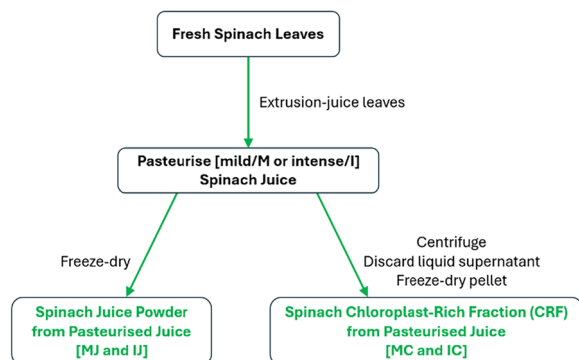 Fresh Spinach Leaves
Extrusion-juice leaves
Pasteurise [mild/M or intense/I]
Spinach Juice
Freeze-dry
Centrifuge
Discard liquid supernatant
Freeze-dry pellet
Spinach Juice Powder
from Pasteurised Juice
[MJ and IJ]
Spinach Chloroplast-Rich Fraction (CRF)
from Pasteurised Juice
[MC and IC]